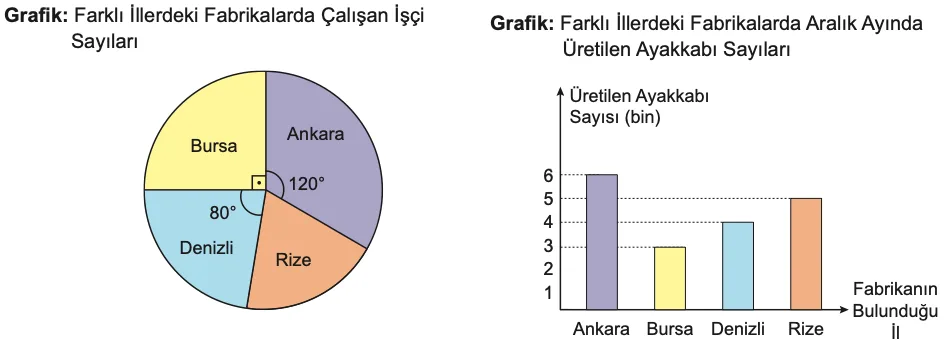 Grafik: Farklı İllerdeki Fabrikalarda Çalışan İşçi
Sayıları
Bursa
Ankara
120°
80°
Denizli
Rize
Grafik: Farklı İllerdeki Fabrikalarda Aralık Ayında
Üretilen Ayakkabı Sayıları
Üretilen Ayakkabı
Sayısı (bin)
6
5
4
3
2
1
Ankara Bursa Denizli Rize
Fabrikanın
Bulunduğu
İl